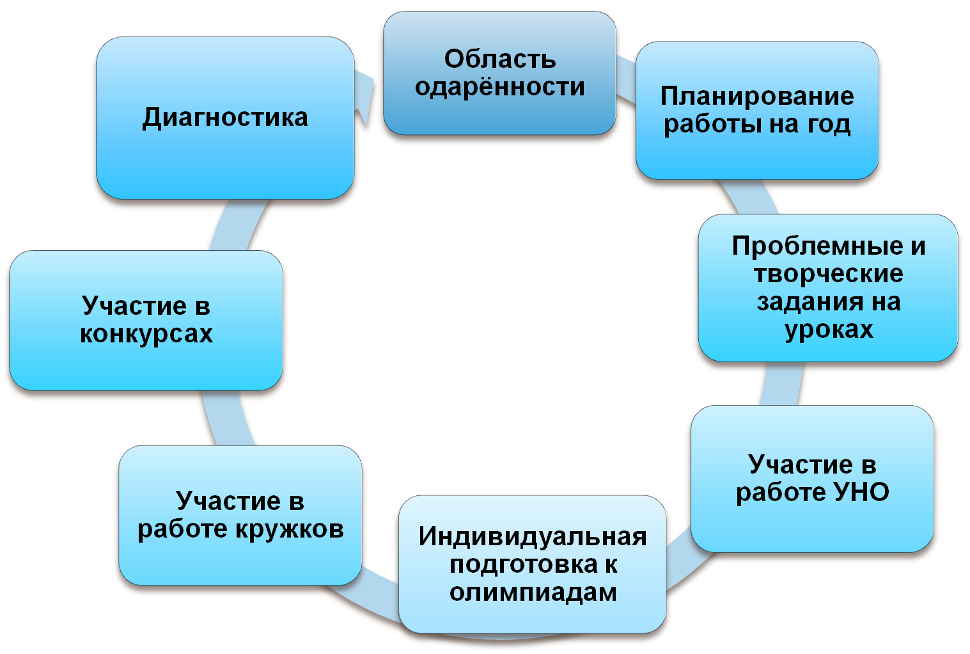 Область
одарённости
Планирование
работы на год
Проблемные и
творческие
задания на
уроках
Участие в
работе УНО
Индивидуальная
подготовка к
олимпиадам
Участие в
работе кружков
Участие в
конкурсах
Диагностика